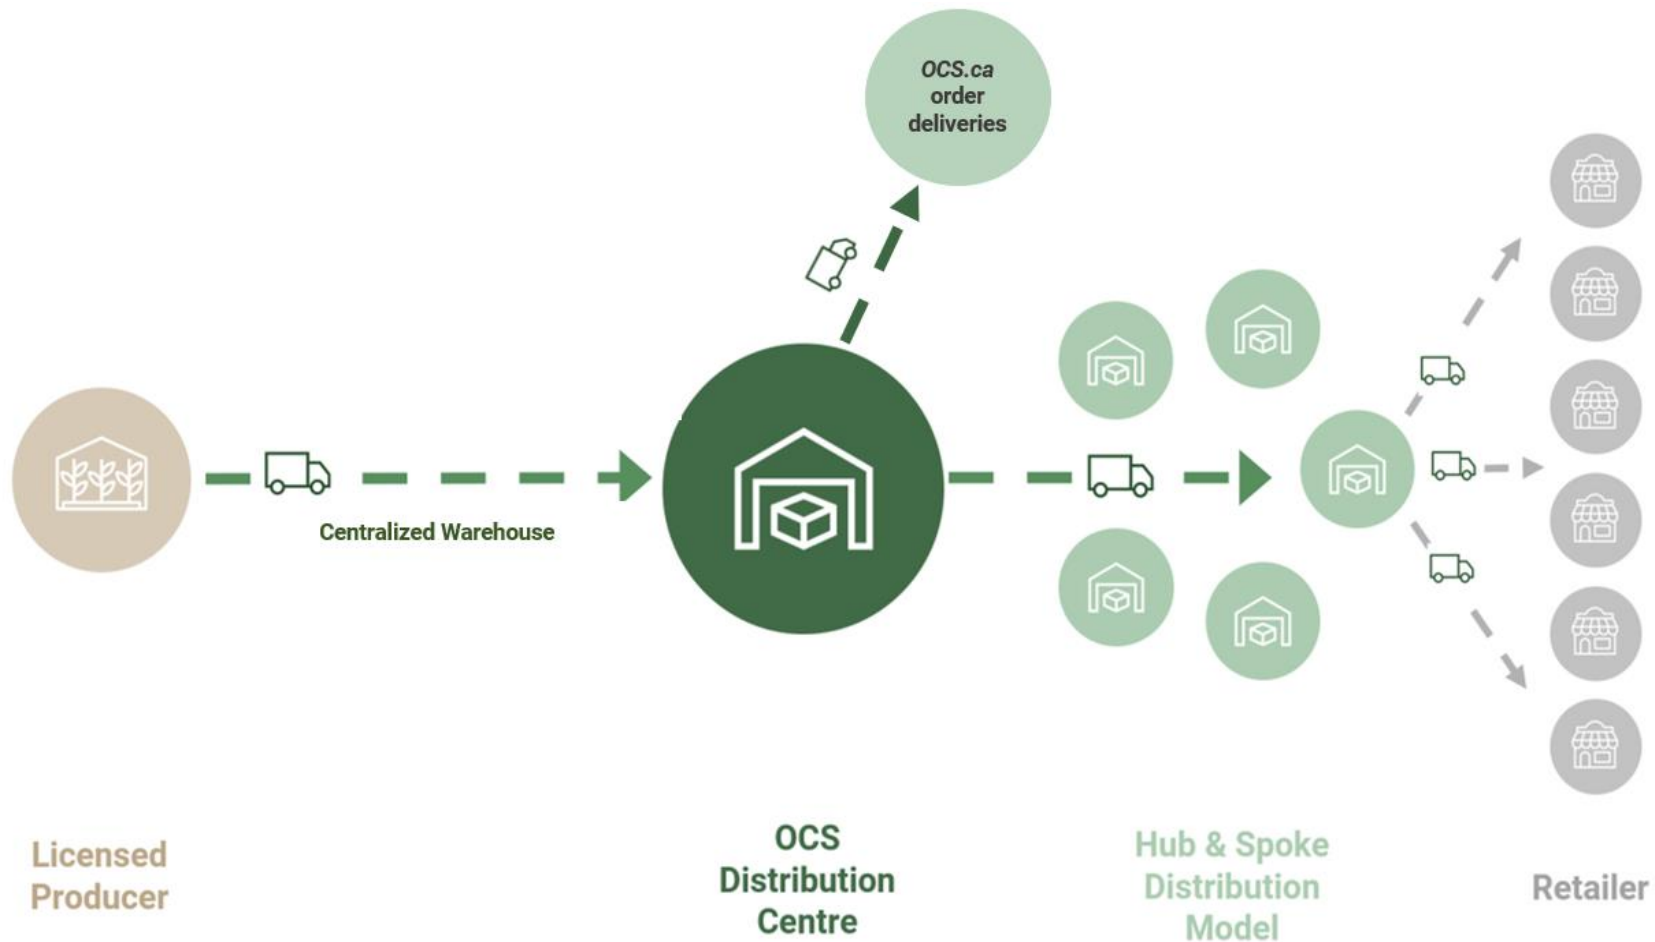 OCS.ca
order
deliveries
Centralized Warehouse
Licensed
Producer
OCS
Distribution
Centre
Hub & Spoke
Distribution
Model
Retailer